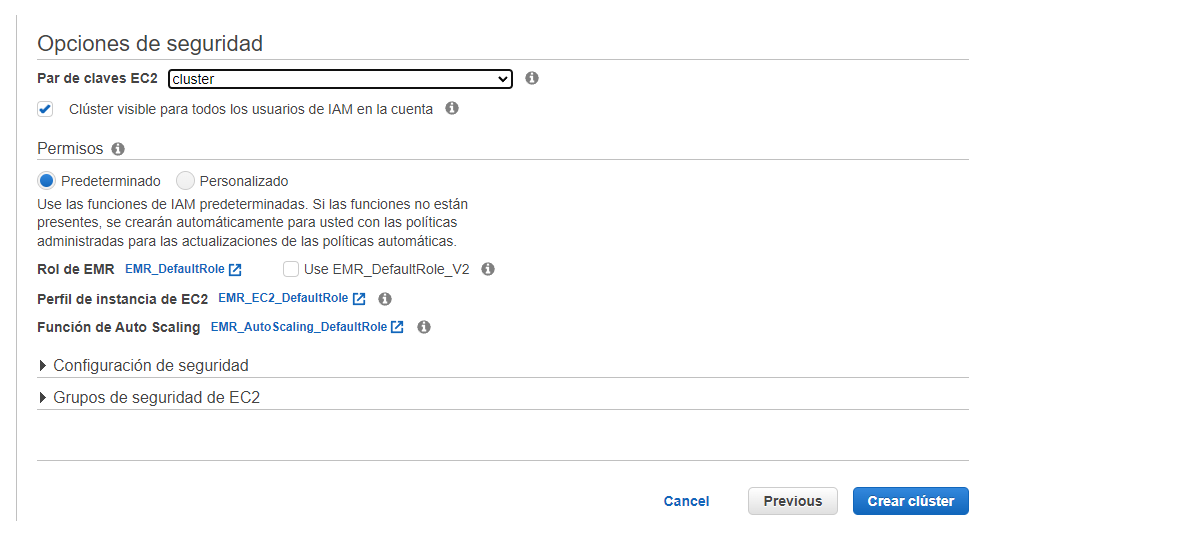 Opciones de seguridad
Par de claves EC2 cluster
Clúster visible para todos los usuarios de IAM en la cuenta
Permisos
Predeterminado Personalizado
Use las funciones de IAM predeterminadas. Si las funciones no están
presentes, se crearán automáticamente para usted con las políticas
administradas para las actualizaciones de las políticas automáticas.
Rol de EMR EMR_DefaultRole Use EMR_DefaultRole_V2
Perfil de instancia de EC2 EMR_EC2_DefaultRole
Función de Auto Scaling EMR_AutoScaling_DefaultRole
Configuración de seguridad
Grupos de seguridad de EC2
Cancel Previous Crear clúster